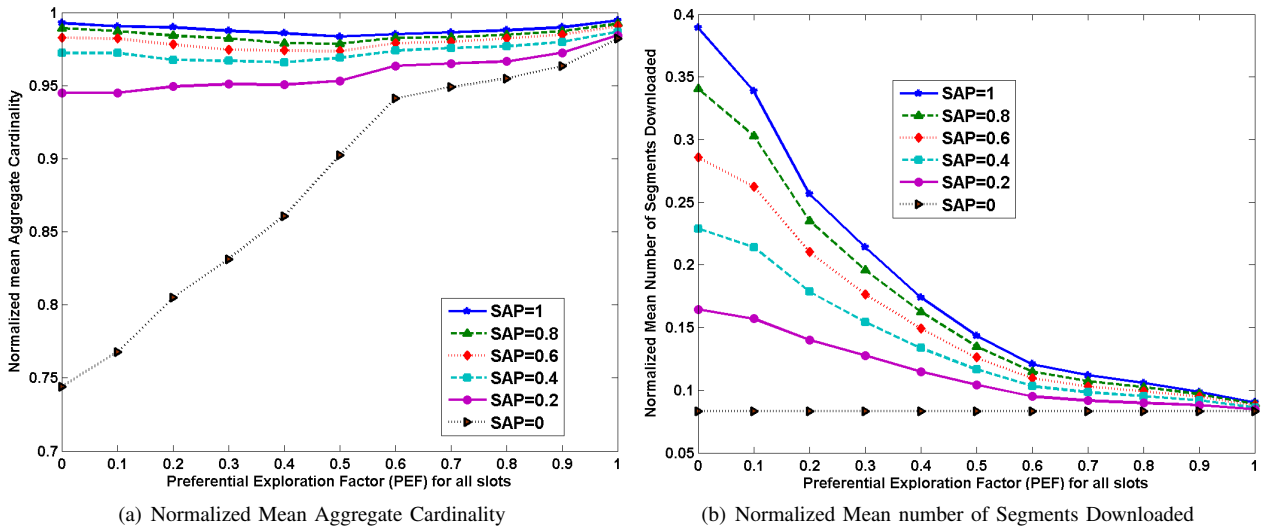 1
0.95
0.9
0.85
0.8
0.75
0.7
Normalized mean Aggregate Cardinality
SAP=1
SAP=0.8
SAP=0.6
SAP=0.4
SAP=0.2
SAP=0
0 0.1 0.2 0.3 0.4 0.5 0.6 0.7 0.8 0.9 1
Preferential Exploration Factor (PEF) for all slots
(a) Normalized Mean Aggregate Cardinality
0.4
0.35
0.3
0.25
0.2
0.15
0.1
0.05
Normalized Mean Number of Segments Downloaded
SAP=1
SAP=0.8
SAP=0.6
SAP=0.4
SAP=0.2
SAP=0
0 0.1 0.2 0.3 0.4 0.5 0.6 0.7 0.8 0.9 1
Preferential Exploration Factor (PEF) for all slots
(b) Normalized Mean number of Segments Downloaded